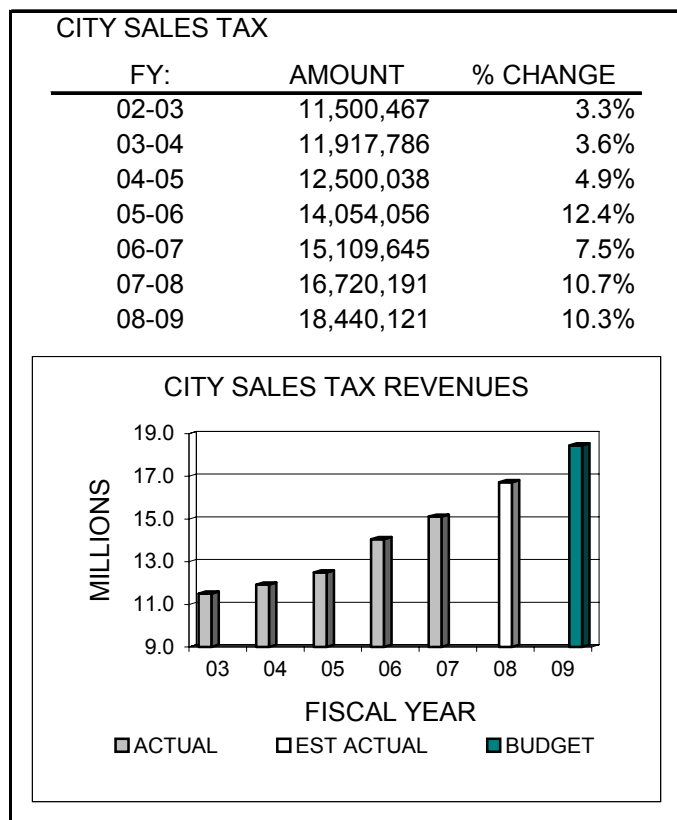 CITY SALES TAX
FY: AMOUNT % CHANGE
02-03 11,500,467 3.3%
03-04 11,917,786 3.6%
04-05 12,500,038 4.9%
05-06 14,054,056 12.4%
06-07 15,109,645 7.5%
07-08 16,720,191 10.7%
08-09 18,440,121 10.3%
CITY SALES TAX REVENUES
19.0
17.0
15.0
13.0
11.0
9.0
MILLIONS
03 04 05 06 07 08 09
FISCAL YEAR
ACTUAL EST ACTUAL BUDGET